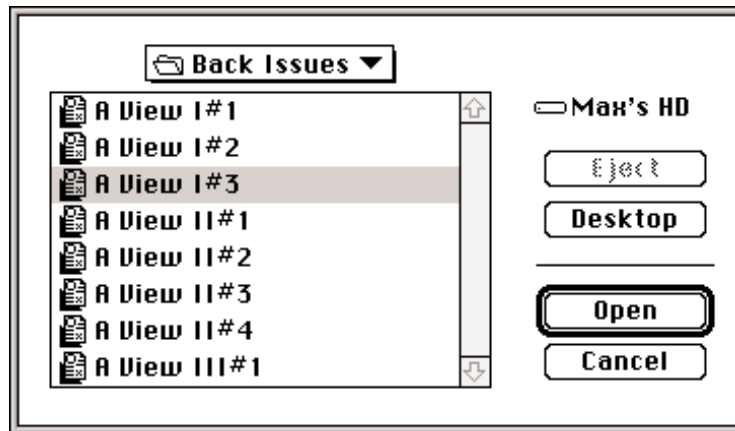 Back Issues
A View I#1
A View I#2
A View I#3
A View II#1
A View II#2
A View II#3
A View II#4
A View III#1
Max's HD
Eject
Desktop
Open
Cancel